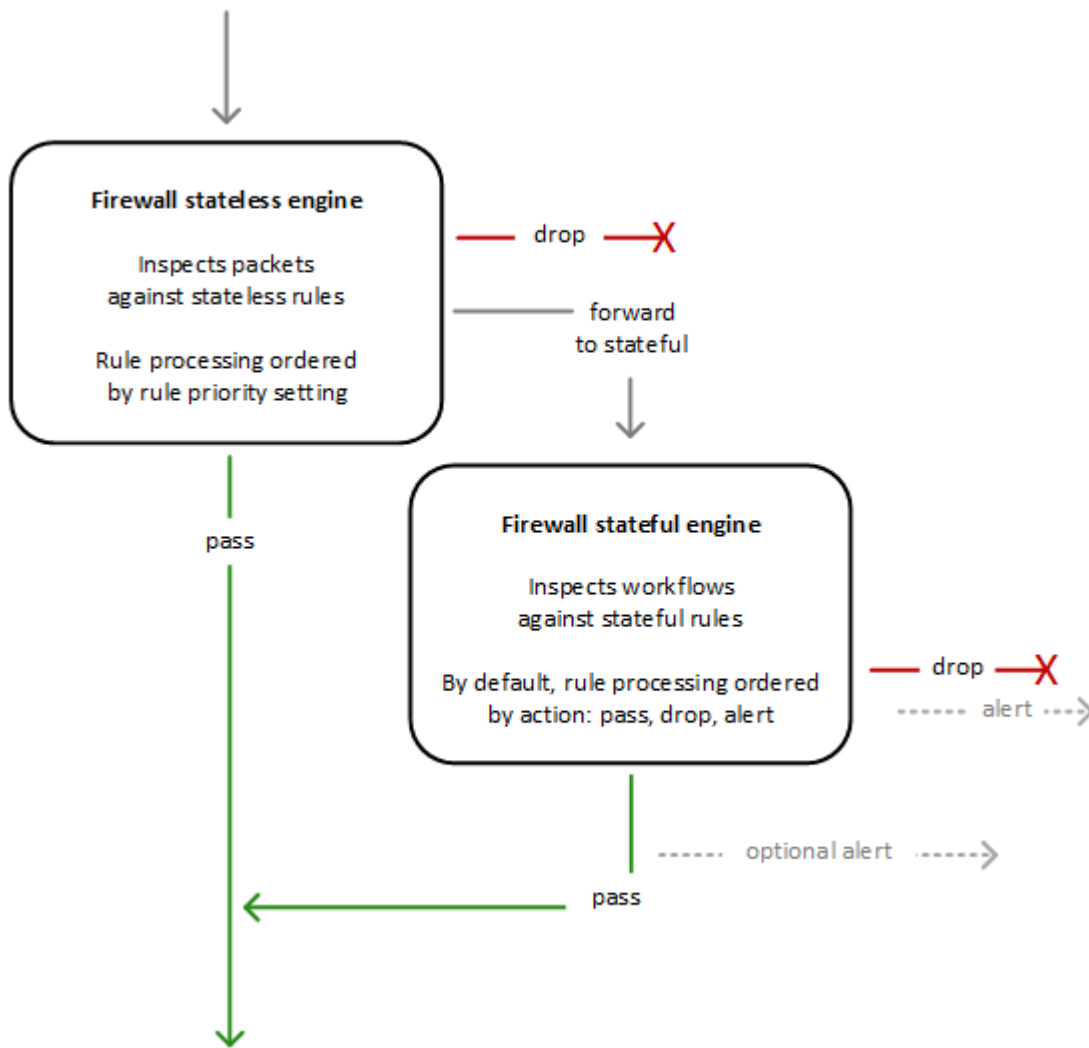 Firewall stateless engine
Inspects packets
against stateless rules
Rule processing ordered
by rule priority setting
drop
X
forward
to stateful
pass
Firewall stateful engine
Inspects workflows
against stateful rules
By default, rule processing ordered
by action: pass, drop, alert
drop
X
alert
optional alert
pass